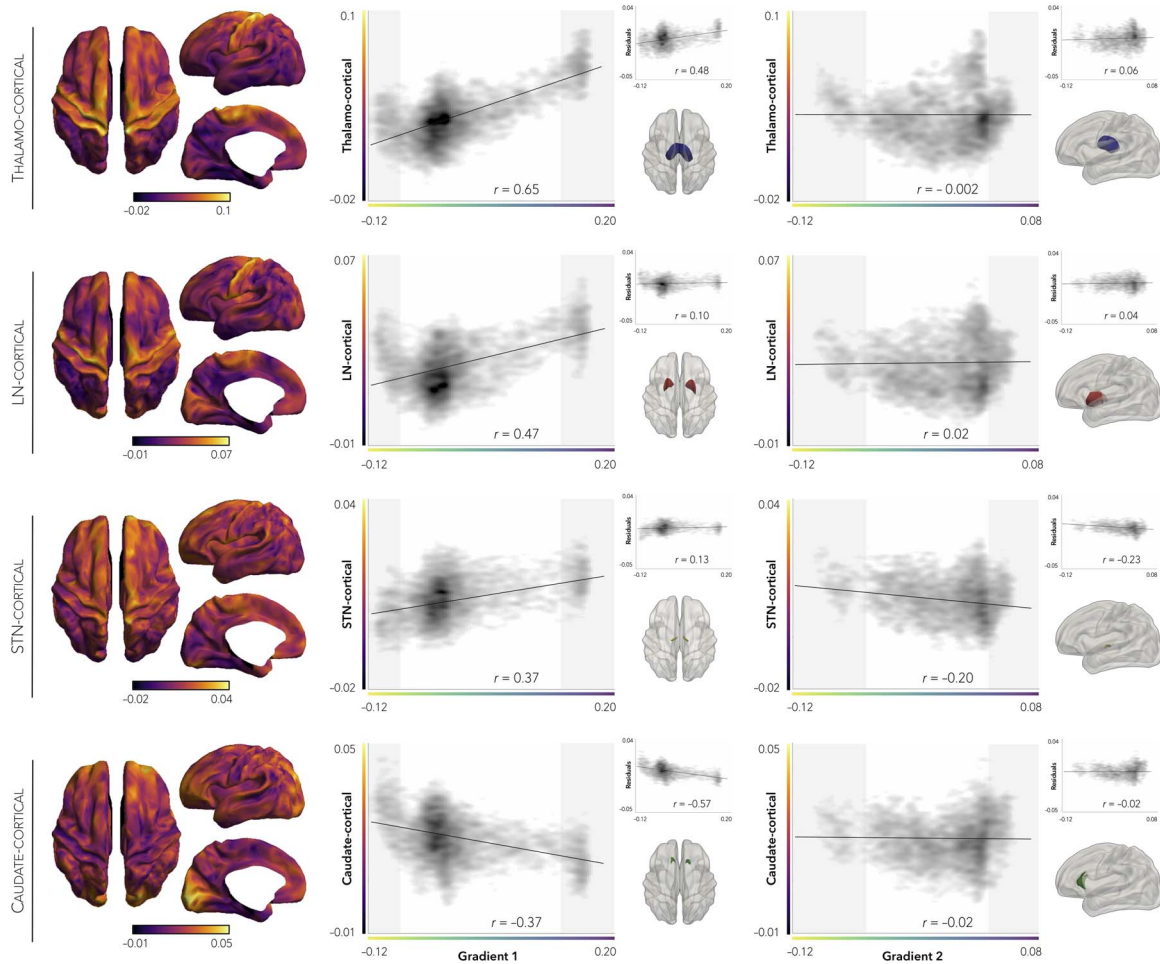 THALAMO-CORTICAL
−0.02 0.1
0.1
Thalamo-cortical
−0.02
r = 0.65
−0.12 0.20
0.04
Residuals
−0.05
r = 0.48
−0.12 0.20
0.1
Thalamo-cortical
−0.02
r = − 0.002
−0.12 0.08
0.04
Residuals
−0.05
r = 0.06
−0.12 0.08
LN-CORTICAL
−0.01 0.07
0.07
LN-cortical
−0.01
r = 0.47
−0.12 0.20
0.04
Residuals
−0.05
r = 0.10
−0.12 0.20
0.07
LN-cortical
−0.01
r = 0.02
−0.12 0.08
0.04
Residuals
−0.05
r = 0.04
−0.12 0.08
STN-CORTICAL
−0.02 0.04
0.04
STN-cortical
−0.02
r = 0.37
−0.12 0.20
0.04
Residuals
−0.05
r = 0.13
−0.12 0.20
0.04
STN-cortical
−0.02
r = −0.20
−0.12 0.08
0.04
Residuals
−0.05
r = −0.23
−0.12 0.08
CAUDATE-CORTICAL
−0.01 0.05
0.05
Caudate-cortical
−0.01
r = −0.37
−0.12 0.20
Gradient 1
0.04
Residuals
−0.05
r = −0.57
−0.12 0.20
0.05
Caudate-cortical
−0.01
r = −0.02
−0.12 0.08
Gradient 2
0.04
Residuals
−0.05
r = −0.02
−0.12 0.08